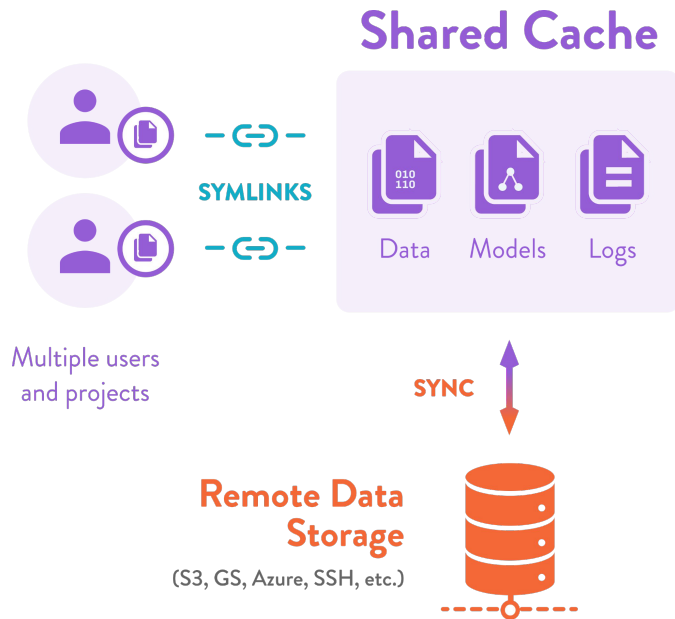 Shared Cache
SYMLINKS
010
110
Data
Models
Logs
Multiple users
and projects
SYNC
Remote Data
Storage
(S3, GS, Azure, SSH, etc.)